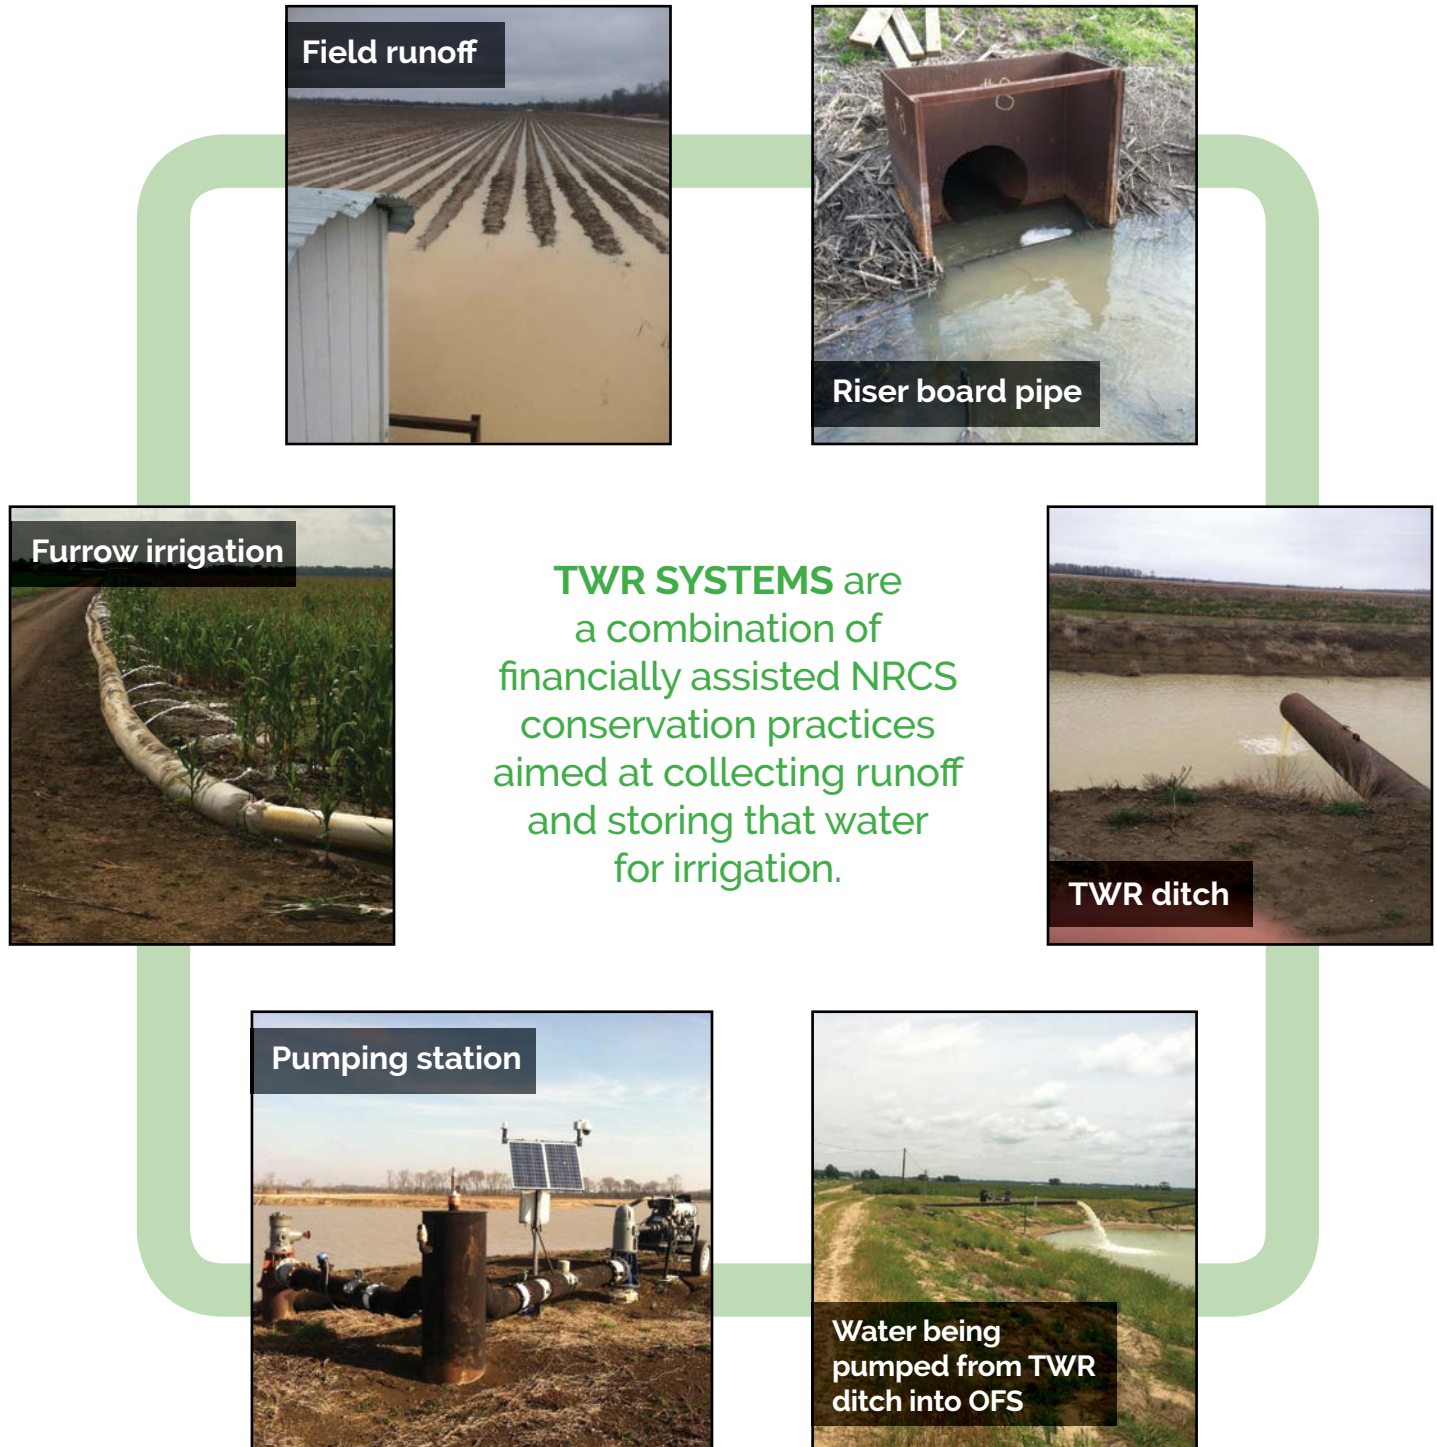 Field runoff
Riser board pipe
Furrow irrigation
TWR SYSTEMS are
a combination of
financially assisted NRCS
conservation practices
aimed at collecting runoff
and storing that water
for irrigation.
TWR ditch
Pumping station
Water being
pumped from TWR
ditch into OFS